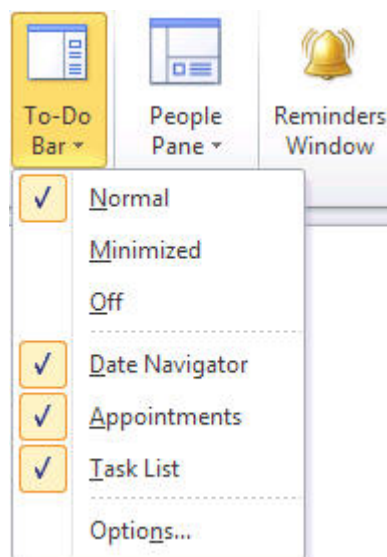 To-Do
Bar
People
Pane
Reminders
Window
Normal
Minimized
Off
Date Navigator
Appointments
Task List
Options...